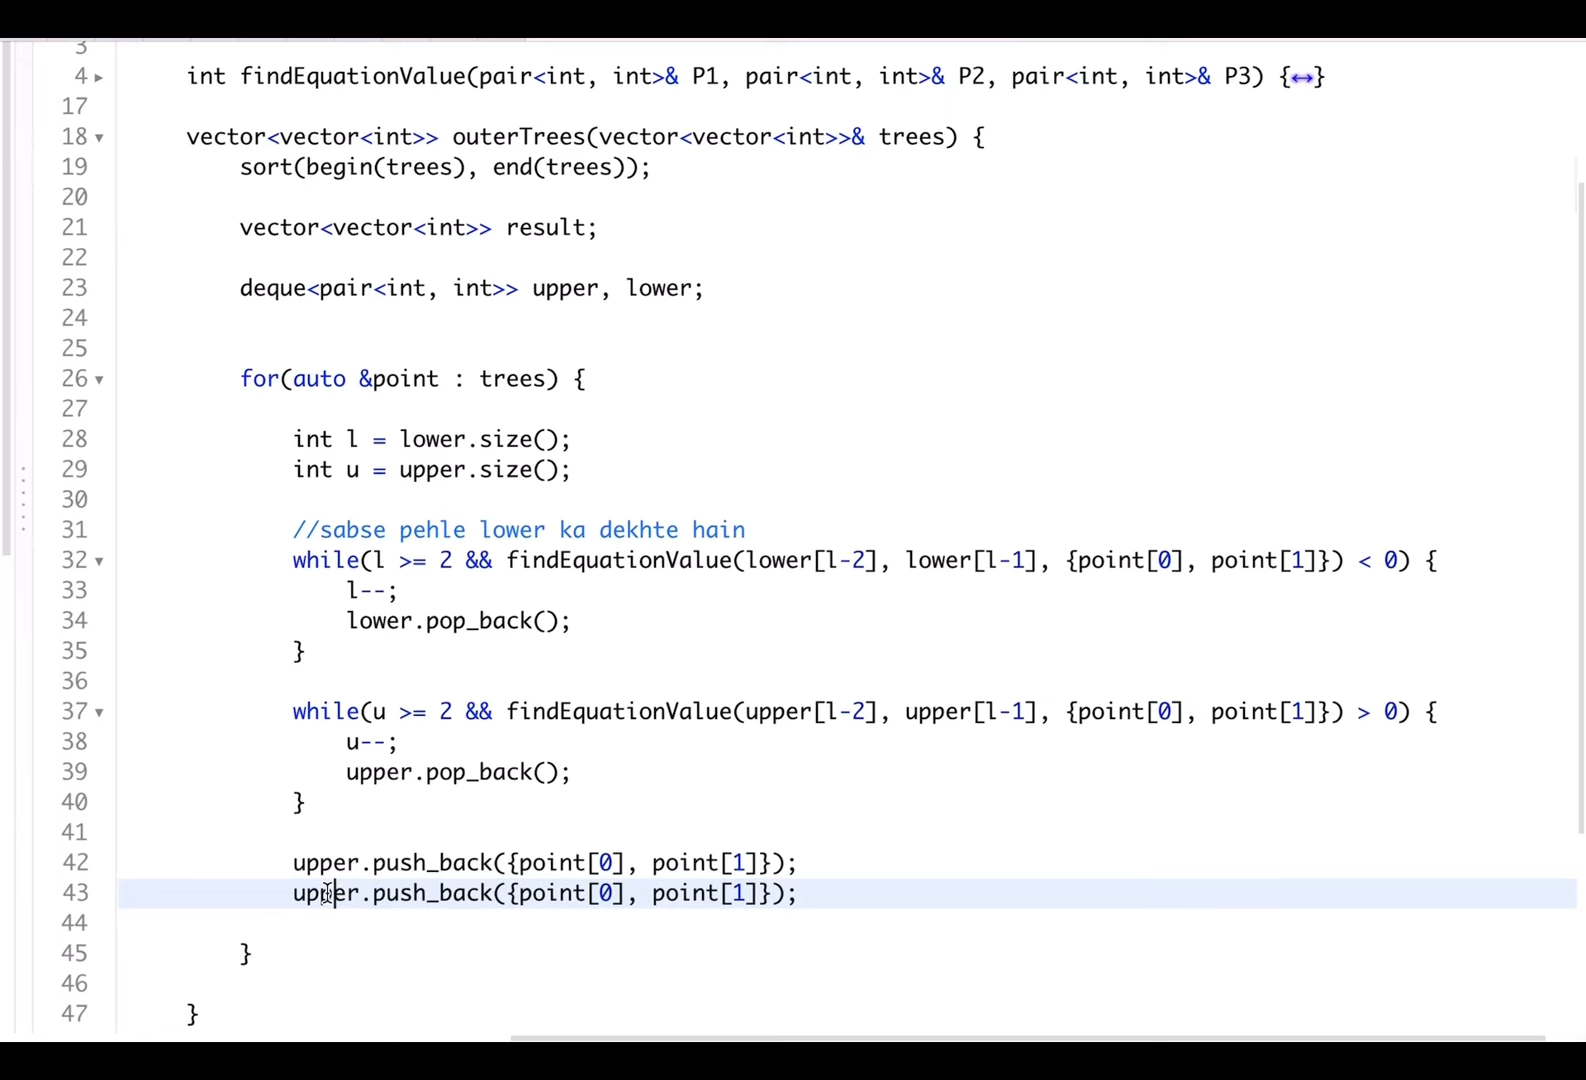 3
4 int findEquationValue(pair<int, int>& P1, pair<int, int>& P2, pair<int, int>& P3) {↔}
17
18 vector<vector<int>> outerTrees(vector<vector<int>>& trees) {
19 sort(begin(trees), end(trees));
20
21 vector<vector<int>> result;
22
23 deque<pair<int, int>> upper, lower;
24
25
26 for(auto &point : trees) {
27
28 int l = lower.size();
29 int u = upper.size();
30
31 //sabse pehle lower ka dekhte hain
32 while(l >= 2 && findEquationValue(lower[l-2], lower[l-1], {point[0], point[1]}) < 0) {
33 l--;
34 lower.pop_back();
35 }
36
37 while(u >= 2 && findEquationValue(upper[l-2], upper[l-1], {point[0], point[1]}) > 0) {
38 u--;
39 upper.pop_back();
40 }
41
42 upper.push_back({point[0], point[1]});
43 upper.push_back({point[0], point[1]});
44
45 }
46
47 }